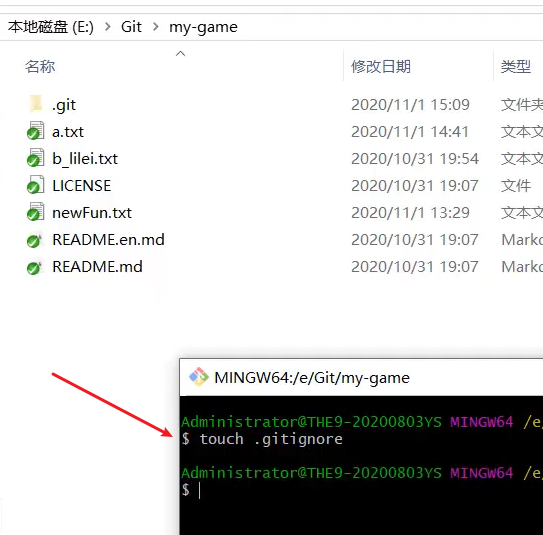 本地磁盘 (E:) > Git > my-game
名称 修改日期 类型
.git 2020/11/1 15:09 文件夹
a.txt 2020/11/1 14:41 文本文
b_lilei.txt 2020/10/31 19:54 文本文
LICENSE 2020/10/31 19:07 文件
newFun.txt 2020/11/1 13:29 文本文
README.en.md 2020/10/31 19:07 Marko
README.md 2020/10/31 19:07 Marko
MINGW64:/e/Git/my-game
Administrator@THE9-20200803YS MINGW64 /e/
$ touch .gitignore
Administrator@THE9-20200803YS MINGW64 /e/
$